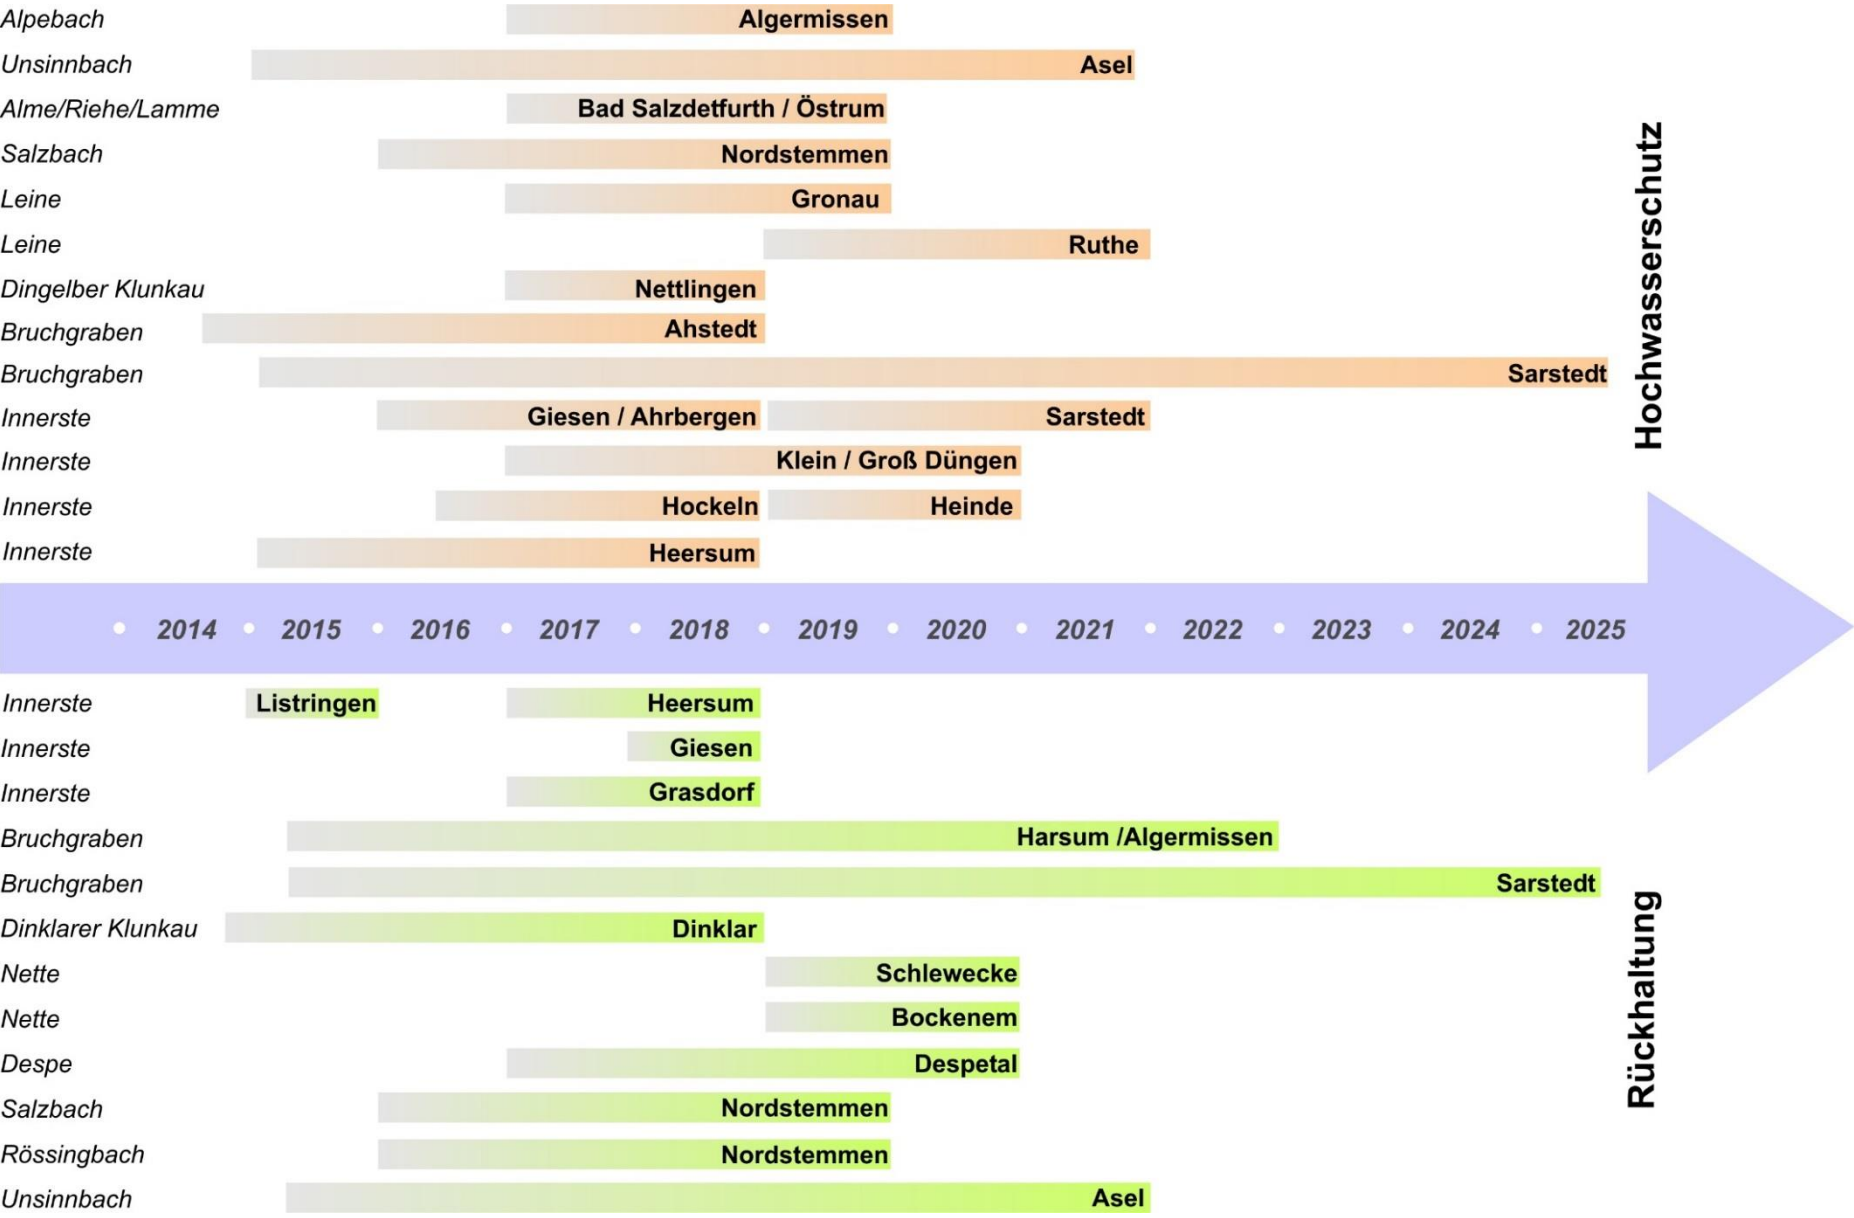 Alpebach Algermissen
Unsinnbach Asel
Alme/Riehe/Lamme Bad Salzdetfurth / Östrum
Salzbach Nordstemmen
Leine Gronau
Leine Ruthe
Dingelber Klunkau Nettlingen
Bruchgraben Ahstedt
Bruchgraben Sarstedt
Innerste Giesen / Ahrbergen Sarstedt
Innerste Klein / Groß Düngen
Innerste Hockeln Heinde
Innerste Heersum
Hochwasserschutz
2014 2015 2016 2017 2018 2019 2020 2021 2022 2023 2024 2025
Innerste Listringen Heersum
Innerste Giesen
Innerste Grasdorf
Bruchgraben Harsum /Algermissen
Bruchgraben Sarstedt
Dinklarer Klunkau Dinklar
Nette Schlewecke
Nette Bockenem
Despe Despetal
Salzbach Nordstemmen
Rössingbach Nordstemmen
Unsinnbach Asel
Rückhaltung